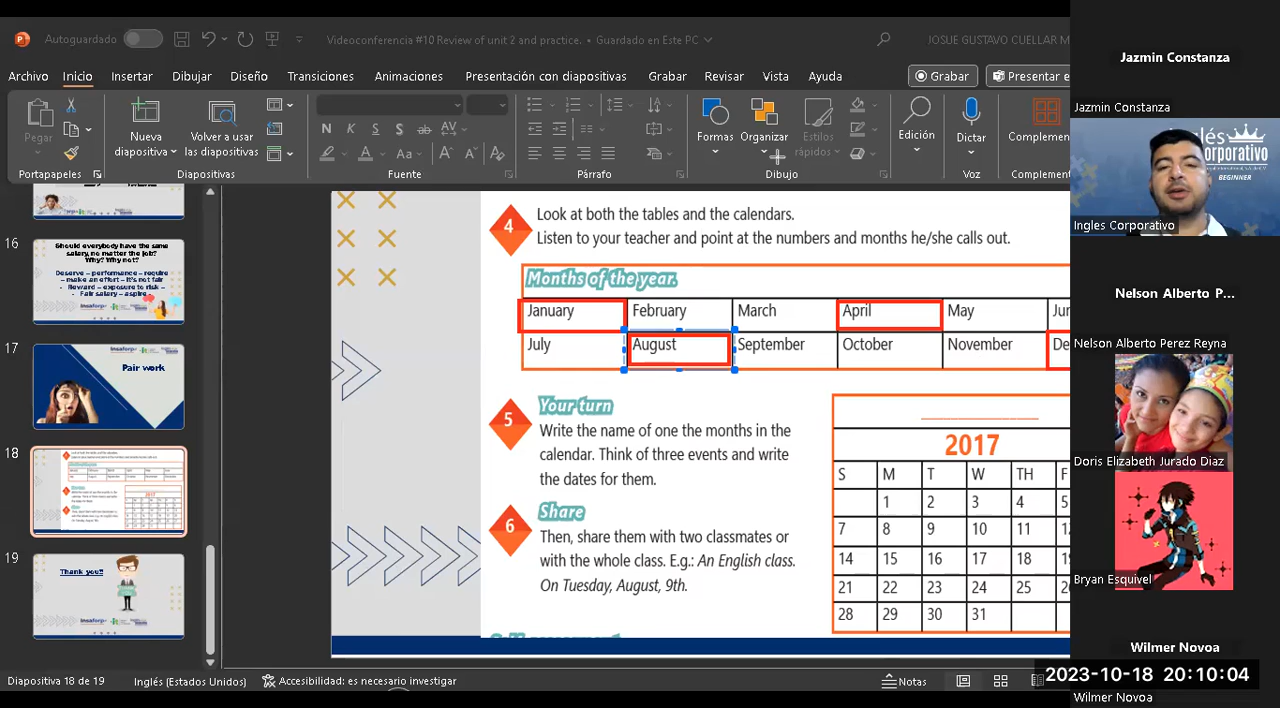 Autoguardado
Videoconferencia #10 Review of unit 2 and practice. • Guardado en Este PC
JOSUE GUSTAVO CUELLAR M
Archivo Inicio Insertar Dibujar Diseño Transiciones Animaciones Presentación con diapositivas Grabar Revisar Vista Ayuda
Grabar
Presentar e
Pegar
Nueva diapositiva
Volver a usar las diapositivas
Formas
Organizar
Estilos rápidos
Edición
Dictar
Complemen
Portapapeles
Diapositivas
Fuente
Párrafo
Dibujo
Voz
Complement
16
Should everybody have the same
salary, no matter the job?
Why? Why not?
Deserve – performance – require
– make an effort – it's not fair
- Reward – exposure to risk –
- Fair salary – aspire
17
Pair work
18
19
Thank you!!
4
Look at both the tables and the calendars.
Listen to your teacher and point at the numbers and months he/she calls out.
Months of the year.
January February March April May Jun
July August September October November De
5
Your turn
Write the name of one the months in the
calendar. Think of three events and write
the dates for them.
6
Share
Then, share them with two classmates or
with the whole class. E.g.: An English class.
On Tuesday, August, 9th.
2017
S M T W TH F
1 2 3 4 5
7 8 9 10 11 12
14 15 16 17 18 19
21 22 23 24 25 26
28 29 30 31
Jazmin Constanza
Jazmin Constanza
Inglés
Corporativo
BEGINNER
Ingles Corporativo
Nelson Alberto P...
Nelson Alberto Perez Reyna
Doris Elizabeth Jurado Diaz
Bryan Esquivel
Wilmer Novoa
2023-10-18 20:10:04
Wilmer Novoa
Diapositiva 18 de 19
Inglés (Estados Unidos)
Accesibilidad: es necesario investigar
Notas